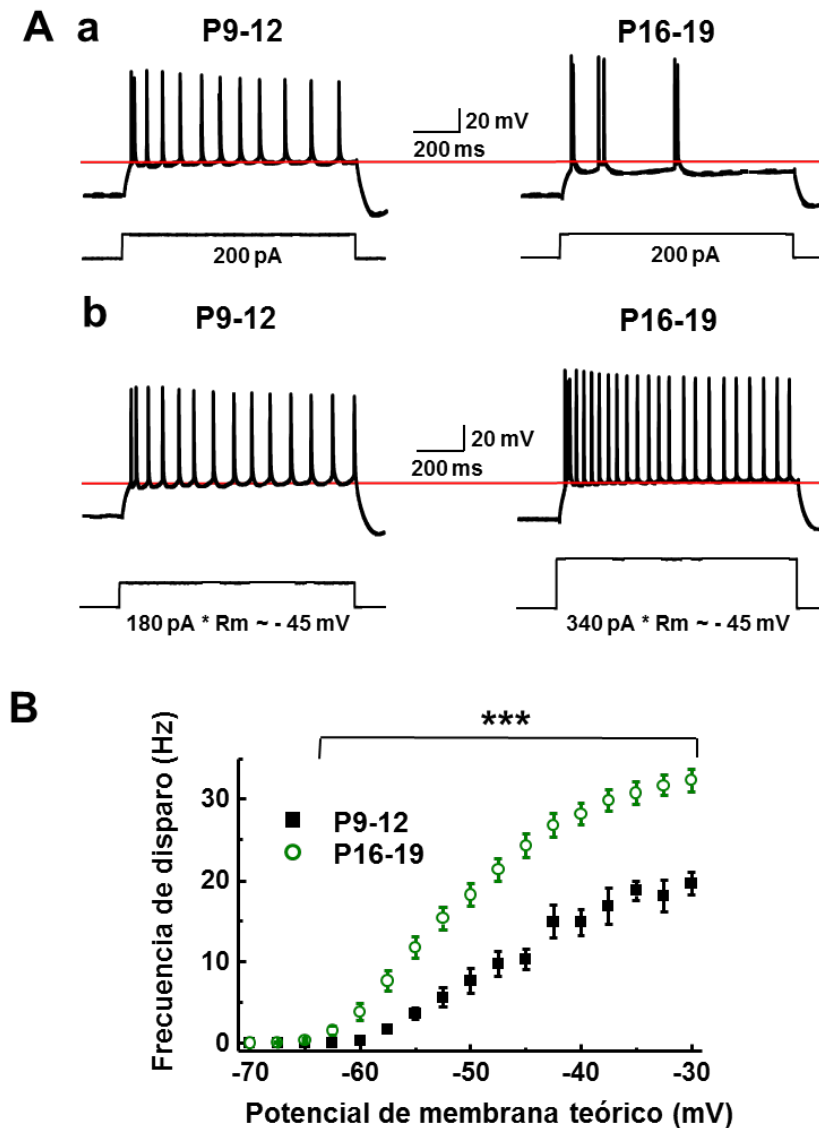 A a
P9-12
P16-19
20 mV
200 ms
200 pA
200 pA
b
P9-12
P16-19
20 mV
200 ms
180 pA * Rm ~ - 45 mV
340 pA * Rm ~ - 45 mV
B
***
Frecuencia de disparo (Hz)
30
20
10
0
P9-12
P16-19
-70
-60
-50
-40
-30
Potencial de membrana teórico (mV)